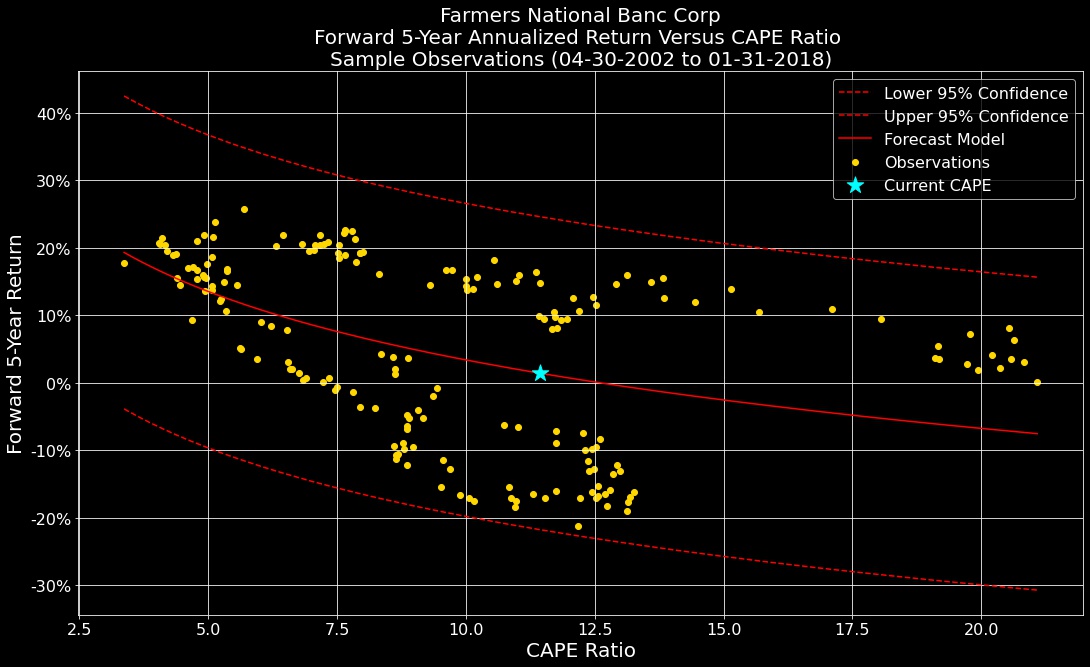 Farmers National Banc Corp
Forward 5-Year Annualized Return Versus CAPE Ratio
Sample Observations (04-30-2002 to 01-31-2018)
Lower 95% Confidence
Upper 95% Confidence
Forecast Model
Observations
Current CAPE
Forward 5-Year Return
40%
30%
20%
10%
0%
-10%
-20%
-30%
2.5 5.0 7.5 10.0 12.5 15.0 17.5 20.0
CAPE Ratio